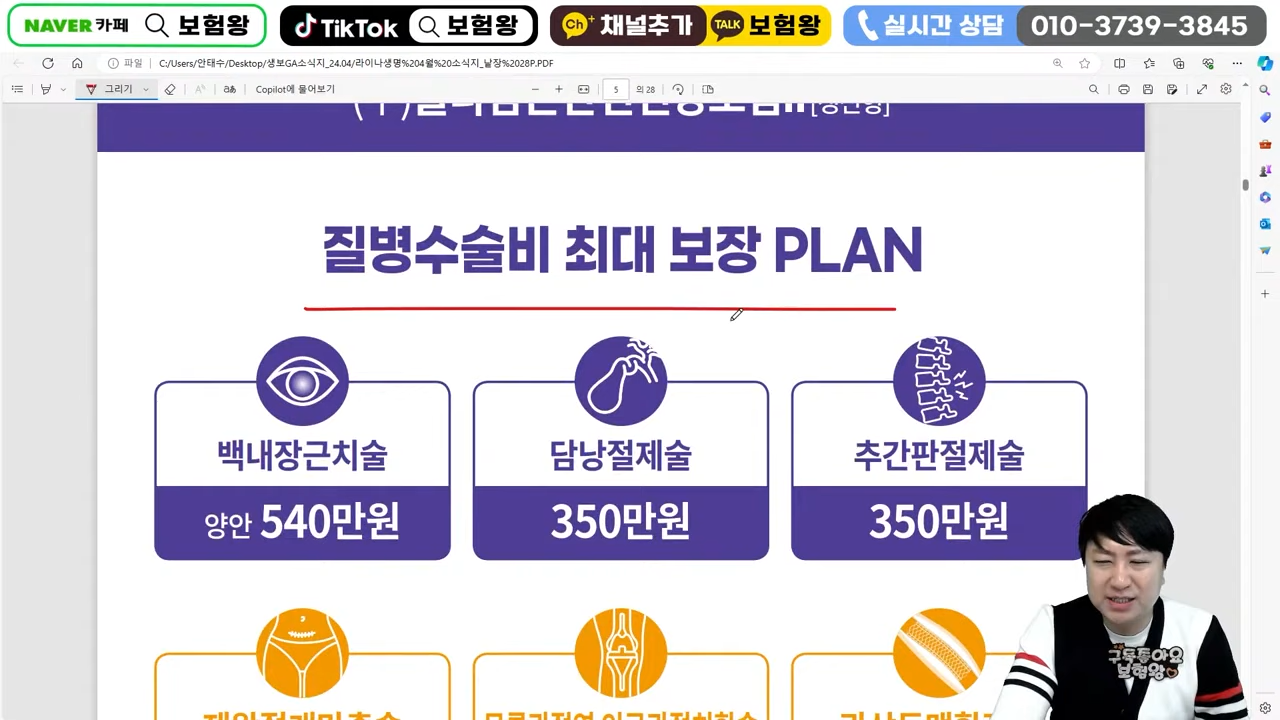 NAVER 카페 보험왕
TikTok 보험왕
Ch+ 채널추가 TALK 보험왕
실시간 상담 010-3739-3845
파일 C:/Users/안태수/Desktop/생보GA소식지_24.04/라이나생명%204월%20소식지_낱장%2028P.PDF
그리기 Copilot에 물어보기 5 의 28
질병수술비 최대 보장 PLAN
백내장근치술
양안 540만원
담낭절제술
350만원
추간판절제술
350만원
구독좋아요
보험왕